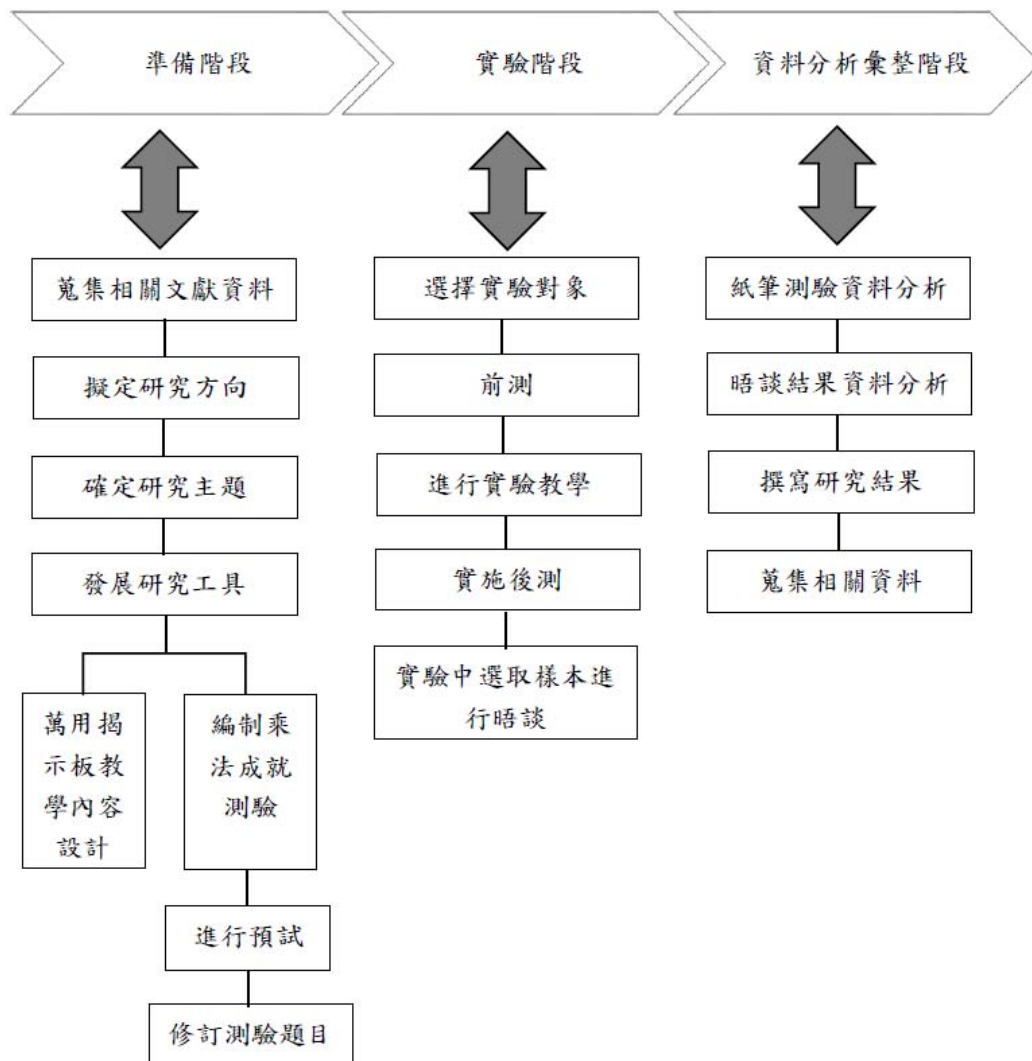 準備階段
實驗階段
資料分析彙整階段
蒐集相關文獻資料
擬定研究方向
確定研究主題
發展研究工具
萬用揭
示板教
學內容
設計
編制乘
法成就
測驗
進行預試
修訂測驗題目
選擇實驗對象
前測
進行實驗教學
實施後測
實驗中選取樣本進
行晤談
紙筆測驗資料分析
晤談結果資料分析
撰寫研究結果
蒐集相關資料